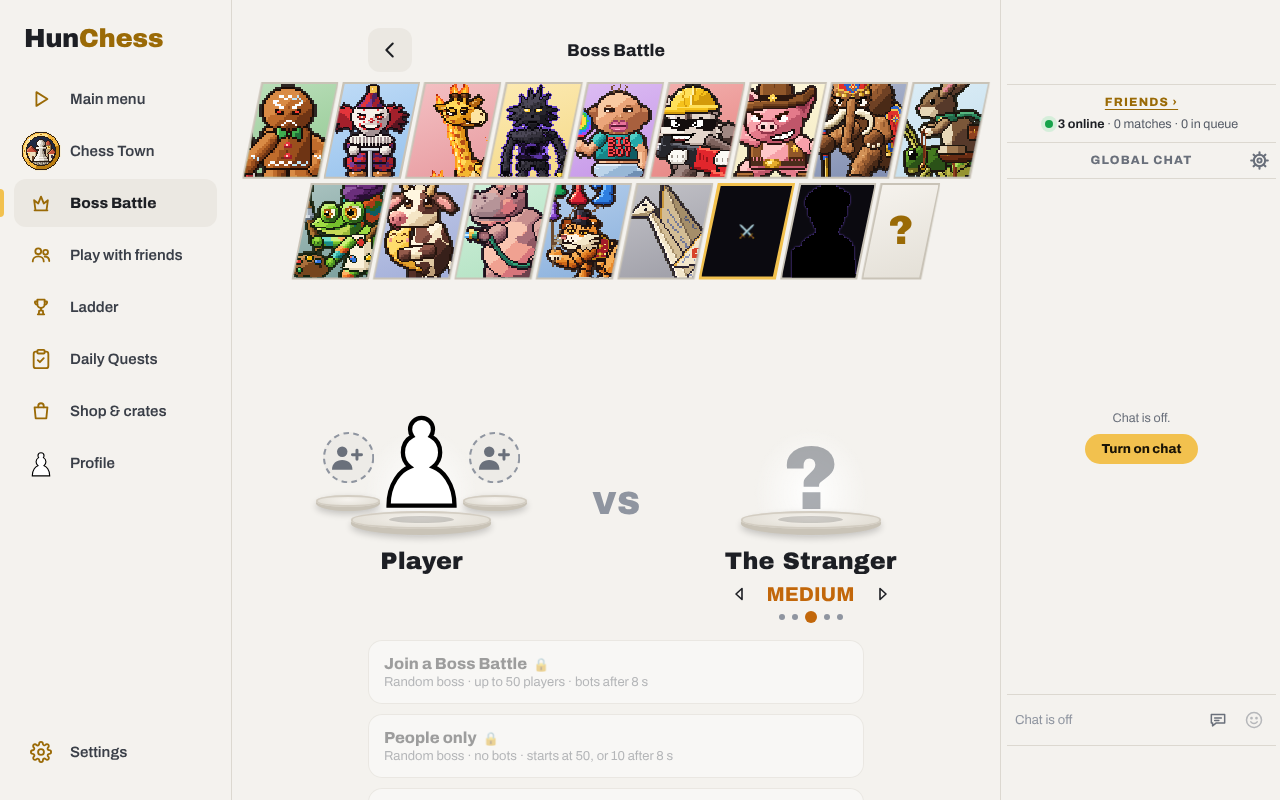 HunChess
Main menu
Chess Town
Boss Battle
Play with friends
Ladder
Daily Quests
Shop & crates
Profile
Settings
Boss Battle
BIG
BOY
?
Player
VS
?
The Stranger
MEDIUM
Join a Boss Battle
Random boss · up to 50 players · bots after 8 s
People only
Random boss · no bots · starts at 50, or 10 after 8 s
FRIENDS ›
3 online · 0 matches · 0 in queue
GLOBAL CHAT
Chat is off.
Turn on chat
Chat is off